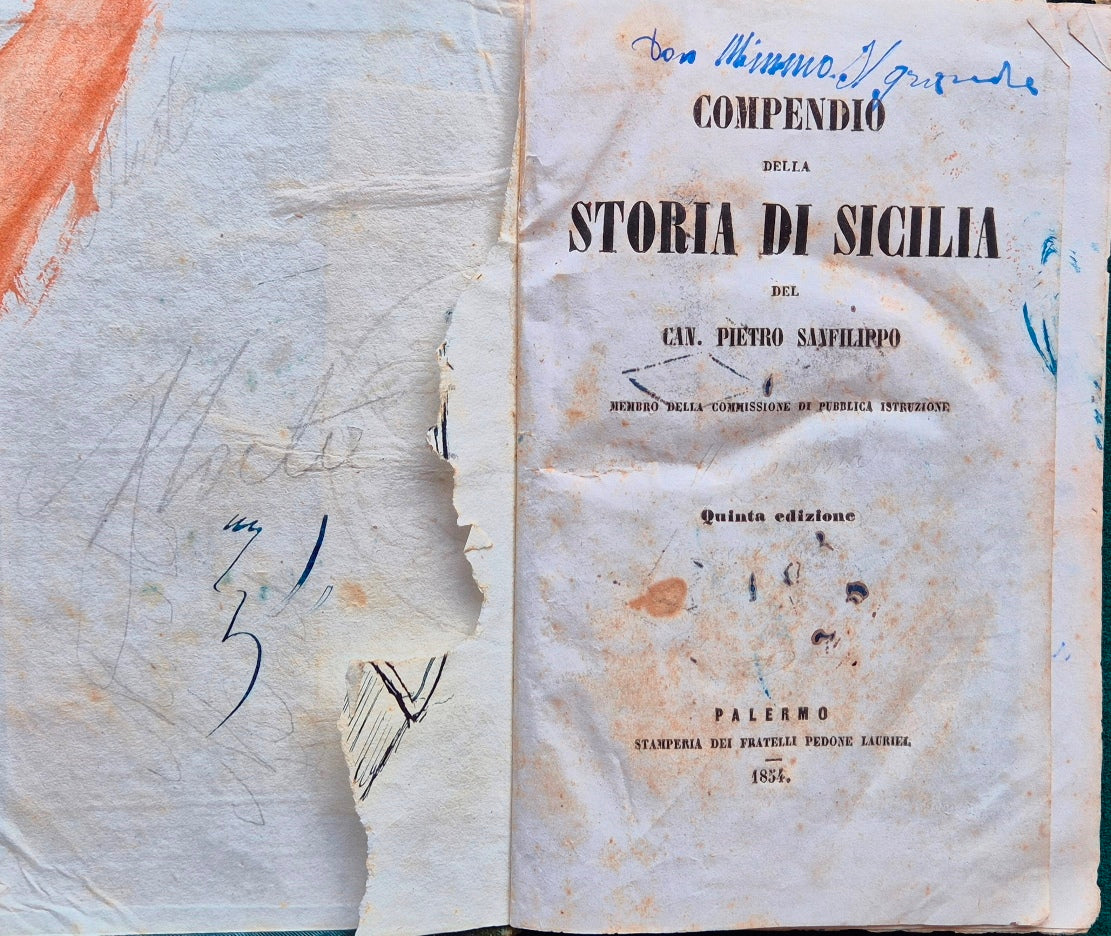 Don Mimmo. Il grande
COMPENDIO
DELLA
STORIA DI SICILIA
DEL
CAN. PIETRO SANFILIPPO
MEMBRO DELLA COMMISSIONE DI PUBBLICA ISTRUZIONE
Quinta edizione
PALERMO
STAMPERIA DEI FRATELLI PEDONE LAURIEL.
1854.